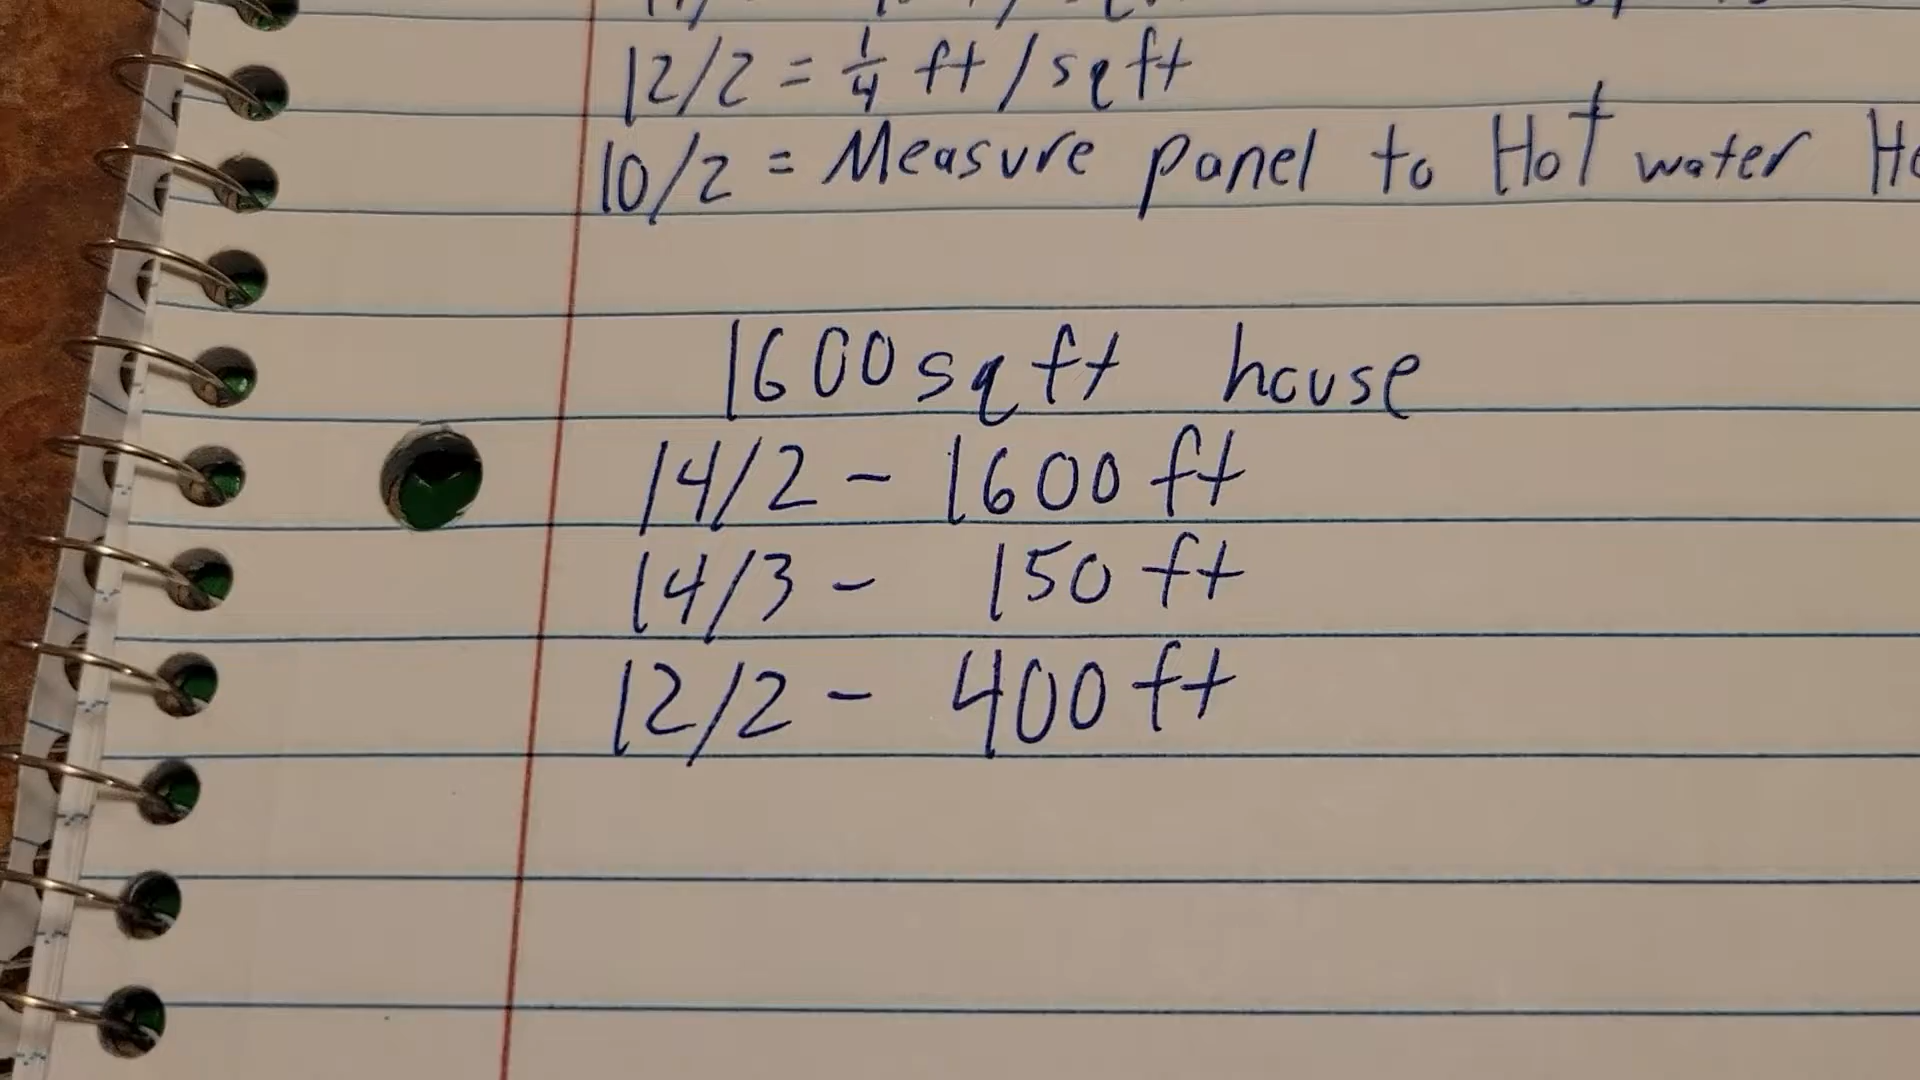 12/2 = 1/4 ft/sqft
10/2 = Measure panel to Hot water
1600sqft house
14/2 - 1600ft
14/3 - 150ft
12/2 - 400ft